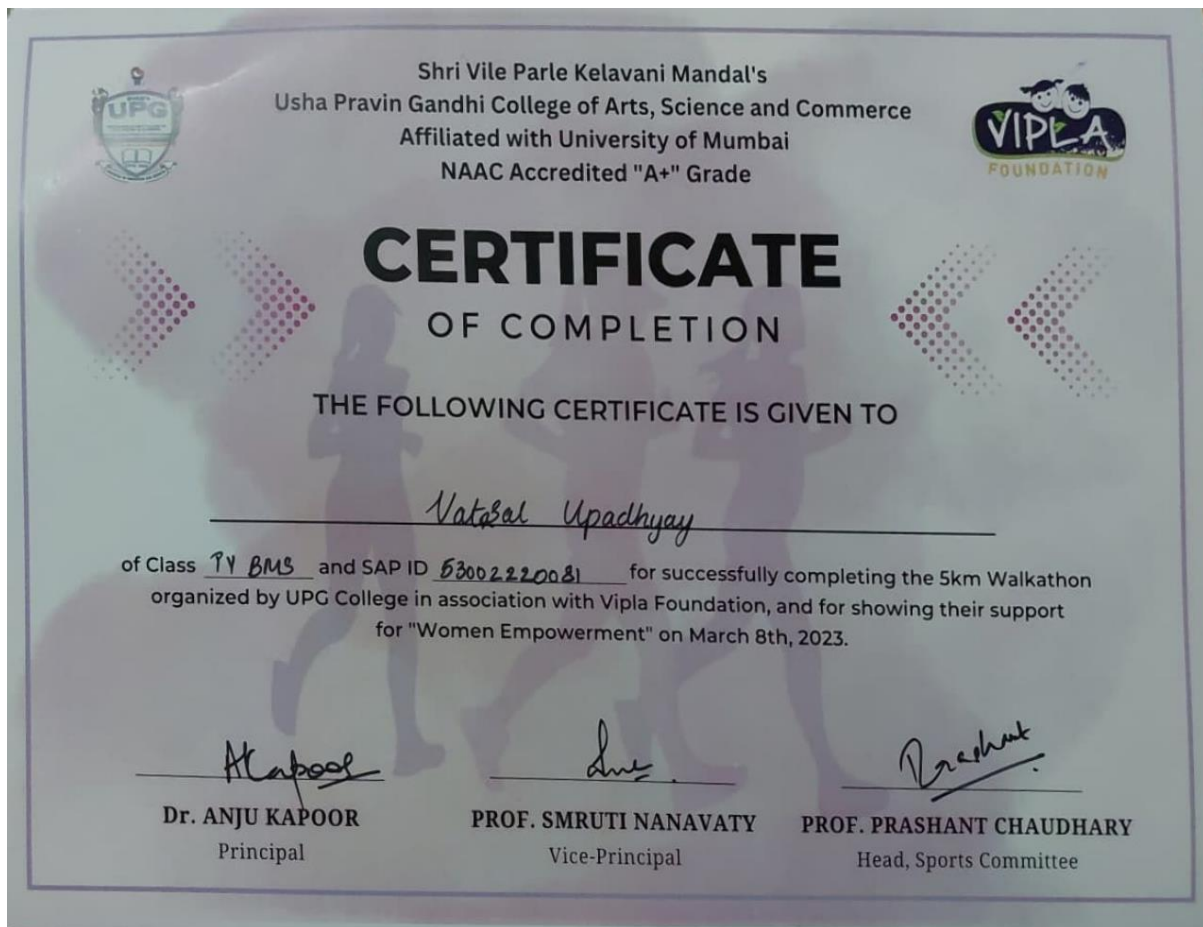 Shri Vile Parle Kelavani Mandal's
Usha Pravin Gandhi College of Arts, Science and Commerce
Affiliated with University of Mumbai
NAAC Accredited "A+" Grade
UPG
VIPLA
FOUNDATION
CERTIFICATE
OF COMPLETION
THE FOLLOWING CERTIFICATE IS GIVEN TO
Upadhyay
of Class BMS and SAP ID 53002220081 for successfully completing the 5km Walkathon
organized by UPG College in association with Vipla Foundation, and for showing their support
for "Women Empowerment" on March 8th, 2023.
AKapoor
Prashant
Dr. ANJU KAPOOR
PROF. SMRUTI NANAVATY
PROF. PRASHANT CHAUDHARY
Principal
Vice-Principal
Head, Sports Committee